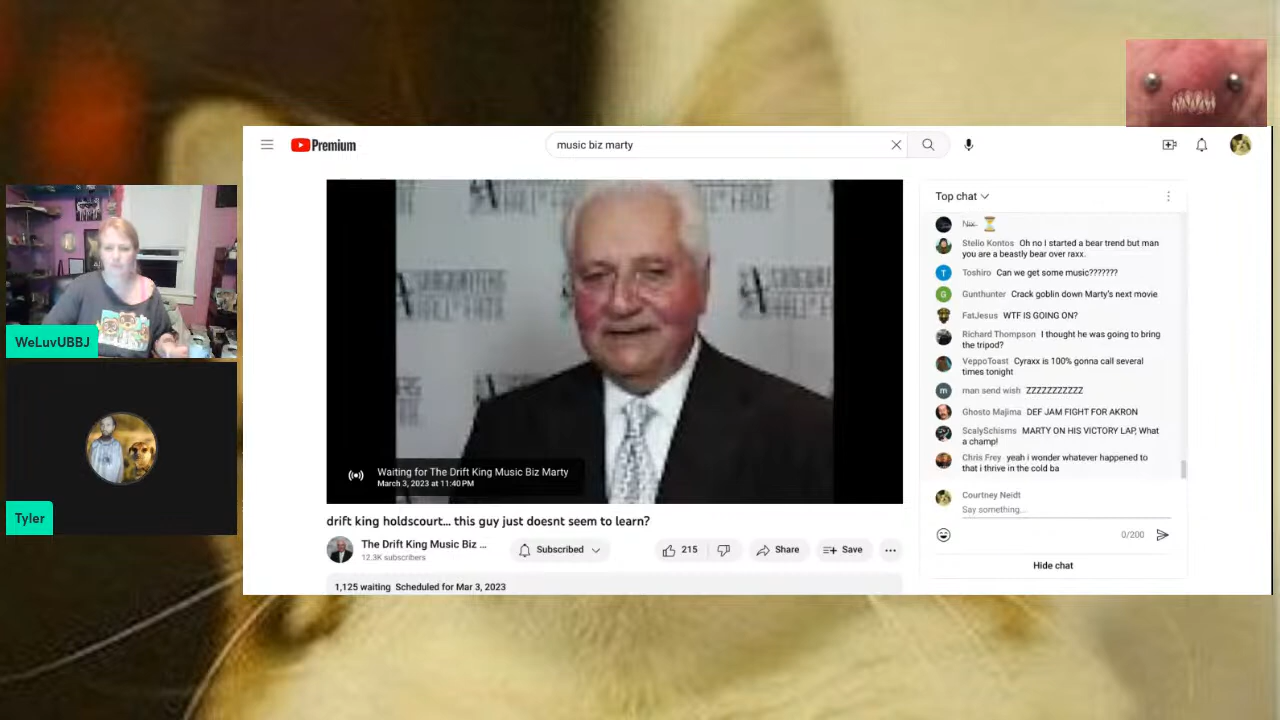 Premium
music biz marty
WeLuvUBBJ
Tyler
Waiting for The Drift King Music Biz Marty
March 3, 2023 at 11:40 PM
drift king holdscourt... this guy just doesnt seem to learn?
The Drift King Music Biz ...
12.3K subscribers
Subscribed
215
Share
Save
1,125 waiting Scheduled for Mar 3, 2023
Top chat
Nix-
Stelio Kontos Oh no I started a bear trend but man
you are a beastly bear over raxx.
Toshiro Can we get some music???????
Gunthunter Crack goblin down Marty's next movie
FatJesus WTF IS GOING ON?
Richard Thompson I thought he was going to bring
the tripod?
VeppoToast Cyraxx is 100% gonna call several
times tonight
man send wish ZZZZZZZZZZZ
Ghosto Majima DEF JAM FIGHT FOR AKRON
ScalySchisms MARTY ON HIS VICTORY LAP, What
a champ!
Chris Frey yeah i wonder whatever happened to
that i thrive in the cold ba
Courtney Neidt
Say something...
0/200
Hide chat